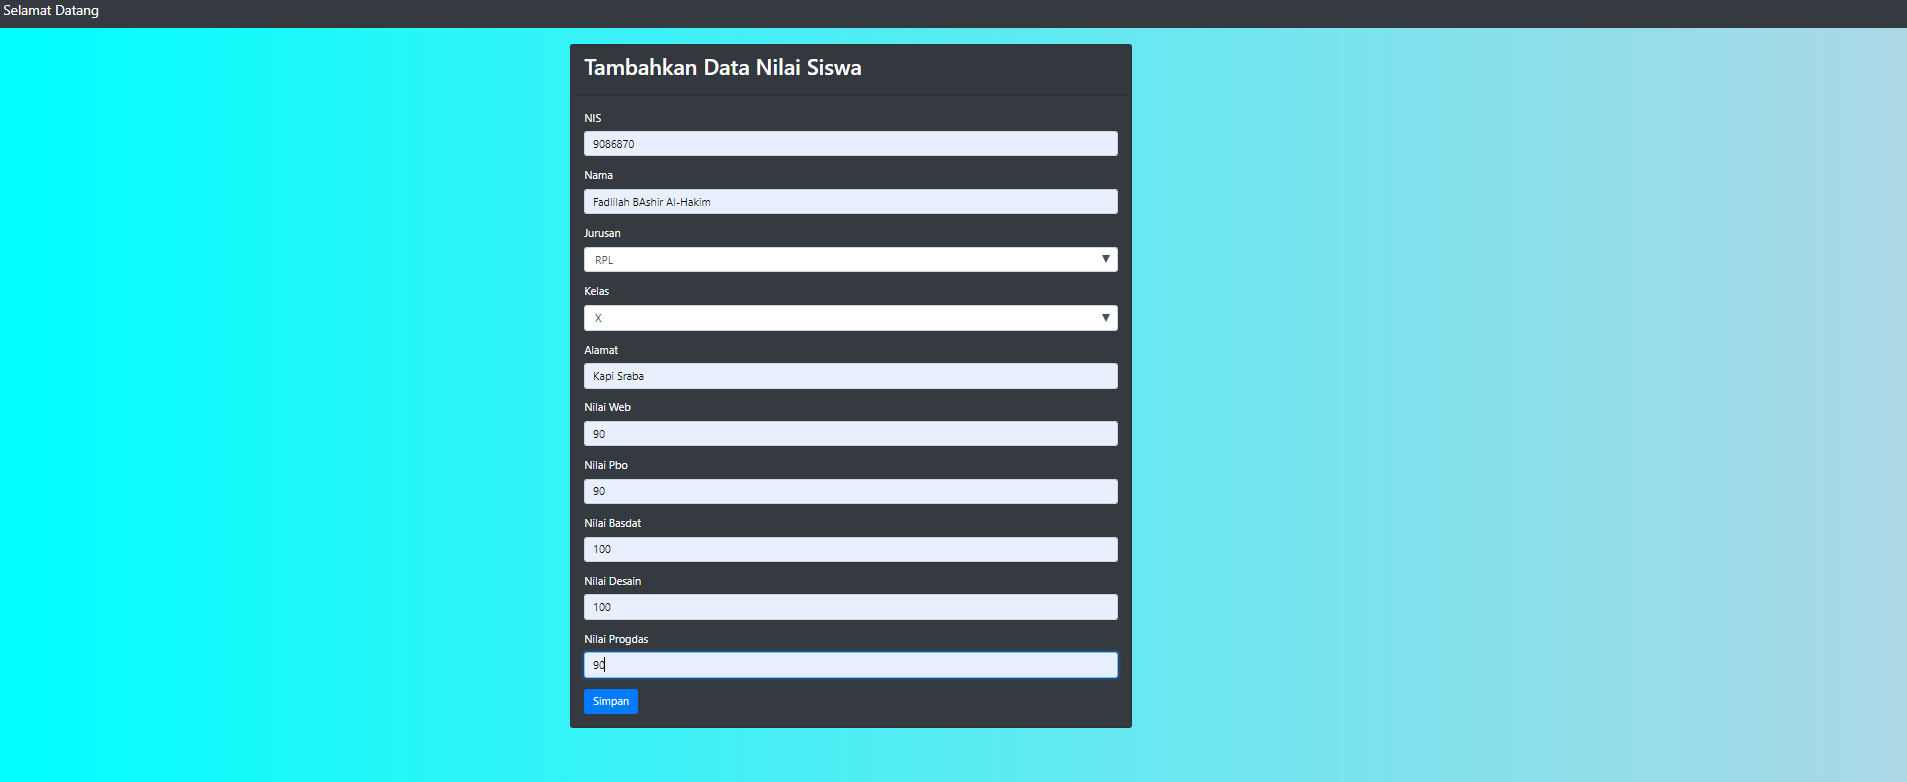 Selamat Datang
Tambahkan Data Nilai Siswa
NIS
9086870
Nama
Fadlilah BAshir Al-Hakim
Jurusan
RPL
Kelas
X
Alamat
Kapi Sraba
Nilai Web
90
Nilai Pbo
90
Nilai Basdat
100
Nilai Desain
100
Nilai Progdas
90
Simpan